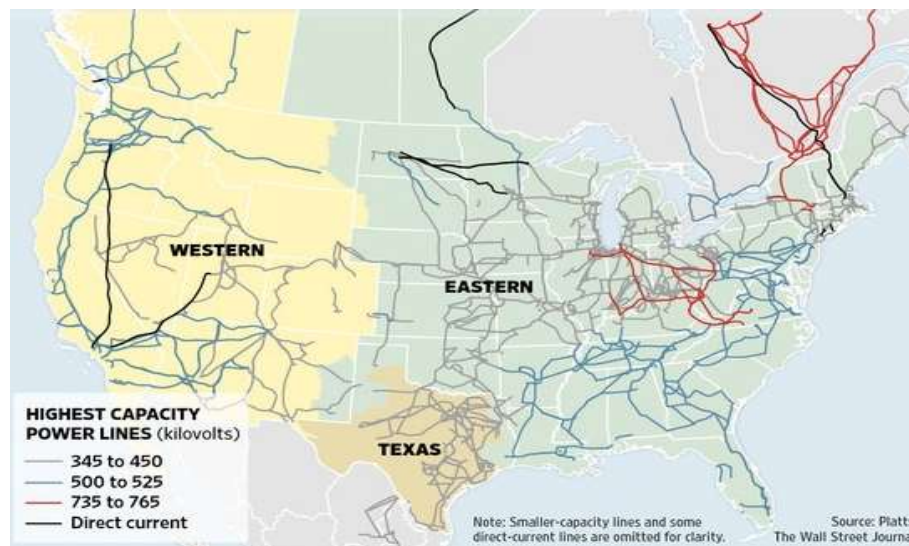 WESTERN
EASTERN
TEXAS
HIGHEST CAPACITY
POWER LINES (kilovolts)
345 to 450
500 to 525
735 to 765
Direct current
Note: Smaller-capacity lines and some
direct-current lines are omitted for clarity.
Source: Platt
The Wall Street Journa